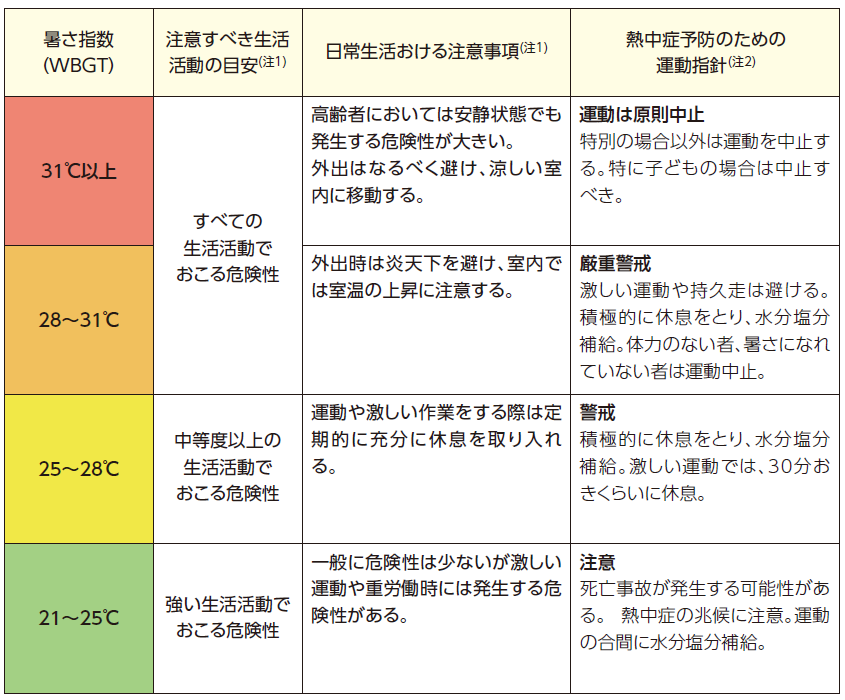 暑さ指数
(WBGT)
注意すべき生活
活動の目安(注1)
日常生活おける注意事項(注1)
熱中症予防のための
運動指針(注2)
31℃以上
すべての
生活活動で
おこる危険性
高齢者においては安静状態でも
発生する危険性が大きい。
外出はなるべく避け、涼しい室
内に移動する。
運動は原則中止
特別の場合以外は運動を中止す
る。特に子どもの場合は中止す
べき。
28～31℃
外出時は炎天下を避け、室内で
は室温の上昇に注意する。
厳重警戒
激しい運動や持久走は避ける。
積極的に休息をとり、水分塩分
補給。体力のない者、暑さになれ
ていない者は運動中止。
25～28℃
中等度以上の
生活活動で
おこる危険性
運動や激しい作業をする際は定
期的に充分に休息を取り入れ
る。
警戒
積極的に休息をとり、水分塩分
補給。激しい運動では、30分お
きくらいに休息。
21～25℃
強い生活活動で
おこる危険性
一般に危険性は少ないが激しい
運動や重労働時には発生する危
険性がある。
注意
死亡事故が発生する可能性があ
る。 熱中症の兆候に注意。運動
の合間に水分塩分補給。